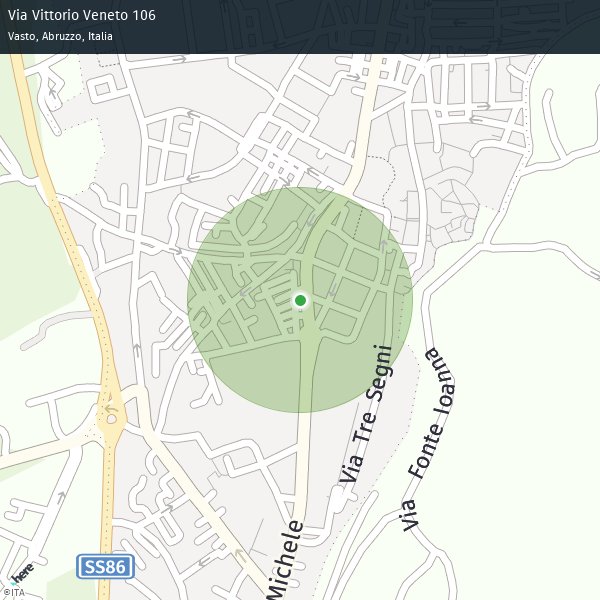 Via Vittorio Veneto 106
Vasto, Abruzzo, Italia
Via Tre Segni
Via Fonte Ioanna
Michele
SS86
here
©ITA